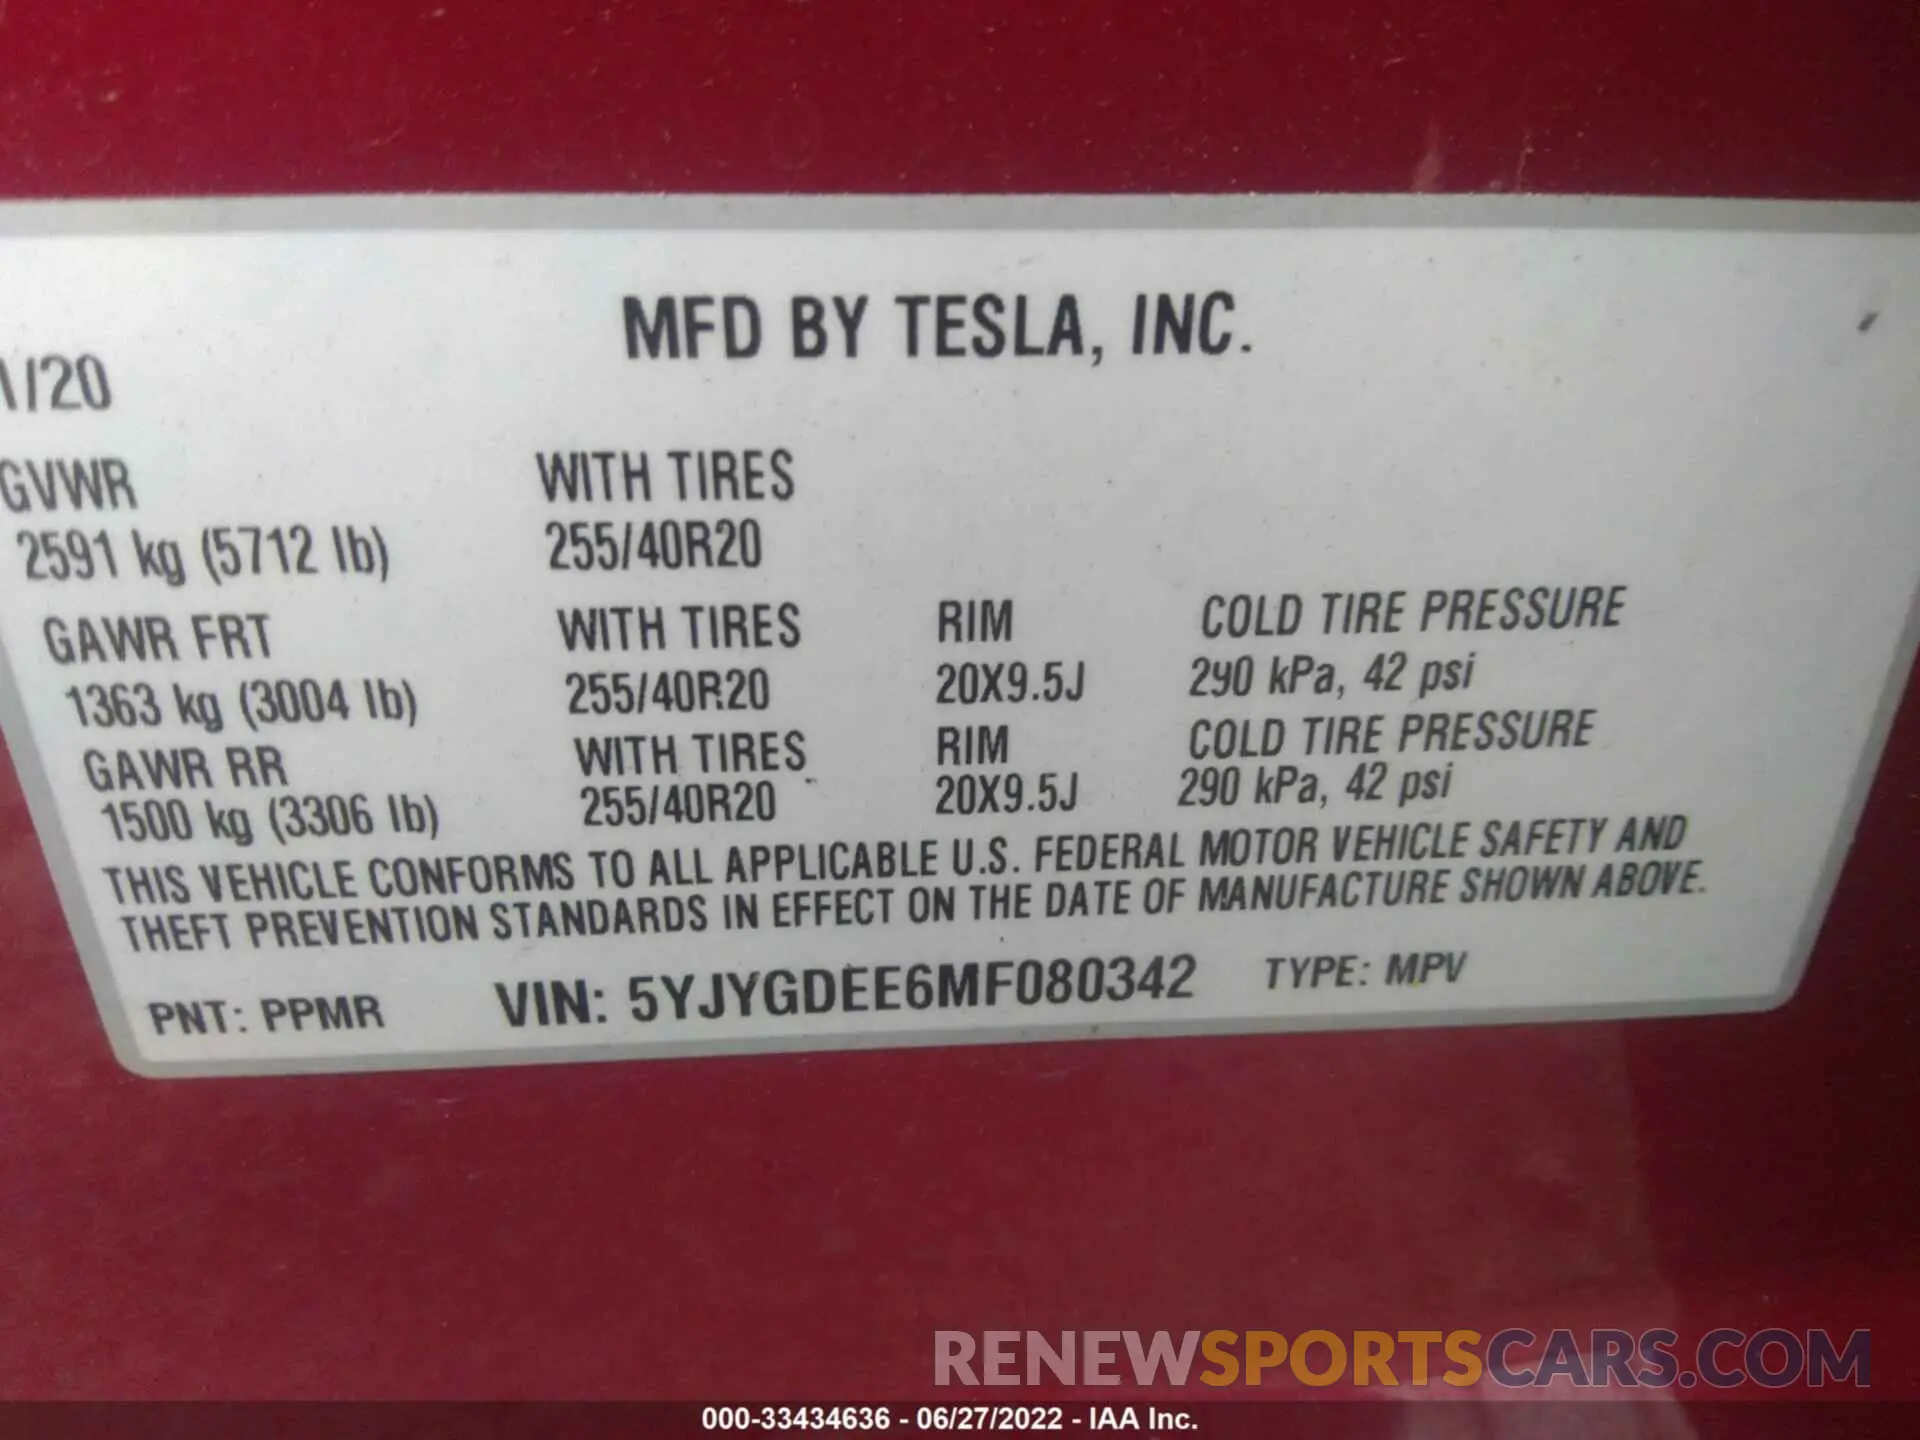 MFD BY TESLA, INC.
1/20
GVWR WITH TIRES
2591 kg (5712 lb) 255/40R20
GAWR FRT WITH TIRES RIM COLD TIRE PRESSURE
1363 kg (3004 lb) 255/40R20 20X9.5J 290 kPa, 42 psi
GAWR RR WITH TIRES RIM COLD TIRE PRESSURE
1500 kg (3306 lb) 255/40R20 20X9.5J 290 kPa, 42 psi
THIS VEHICLE CONFORMS TO ALL APPLICABLE U.S. FEDERAL MOTOR VEHICLE SAFETY AND
THEFT PREVENTION STANDARDS IN EFFECT ON THE DATE OF MANUFACTURE SHOWN ABOVE.
PNT: PPMR VIN: 5YJYGDEE6MF080342 TYPE: MPV
RENEWSPORTSCARS.COM
000-33434636 - 06/27/2022 - IAA Inc.